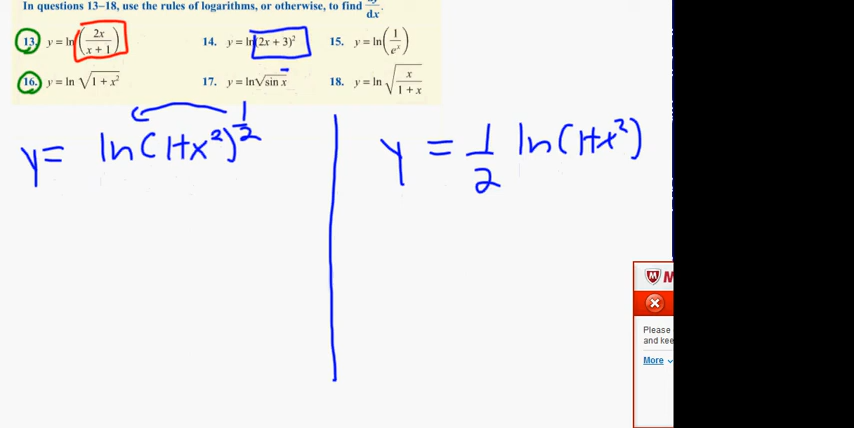 In questions 13–18, use the rules of logarithms, or otherwise, to find dy/dx.
13. y = ln(2x/(x + 1))
14. y = ln(2x + 3)²
15. y = ln(1/eˣ)
16. y = ln √(1 + x²)
17. y = ln√sin x
18. y = ln √(x/(1 + x))
y = ln(1+x²)^(1/2)
y = 1/2 ln(1+x²)
M
Please
and kee
More